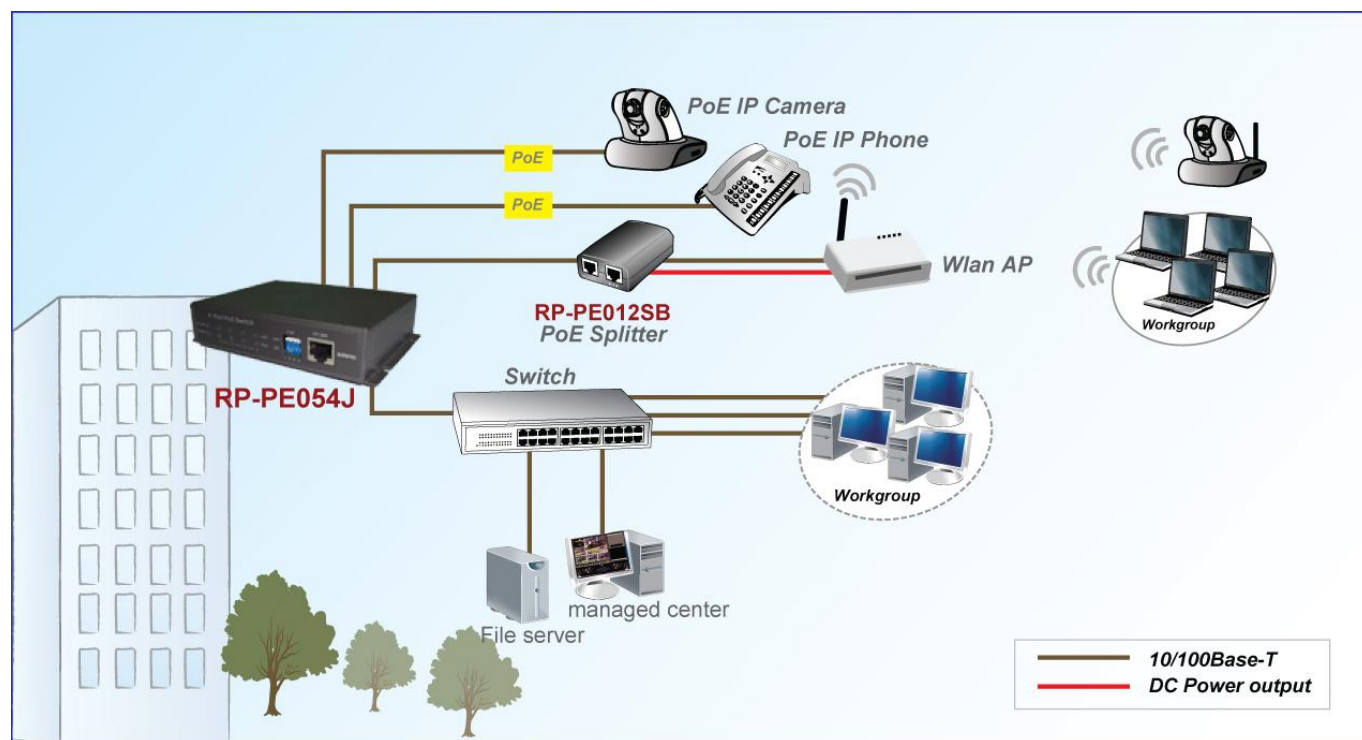 PoE IP Camera
PoE IP Phone
PoE
PoE
Wlan AP
RP-PE012SB
PoE Splitter
Workgroup
RP-PE054J
Switch
Workgroup
managed center
File server
10/100Base-T
DC Power output